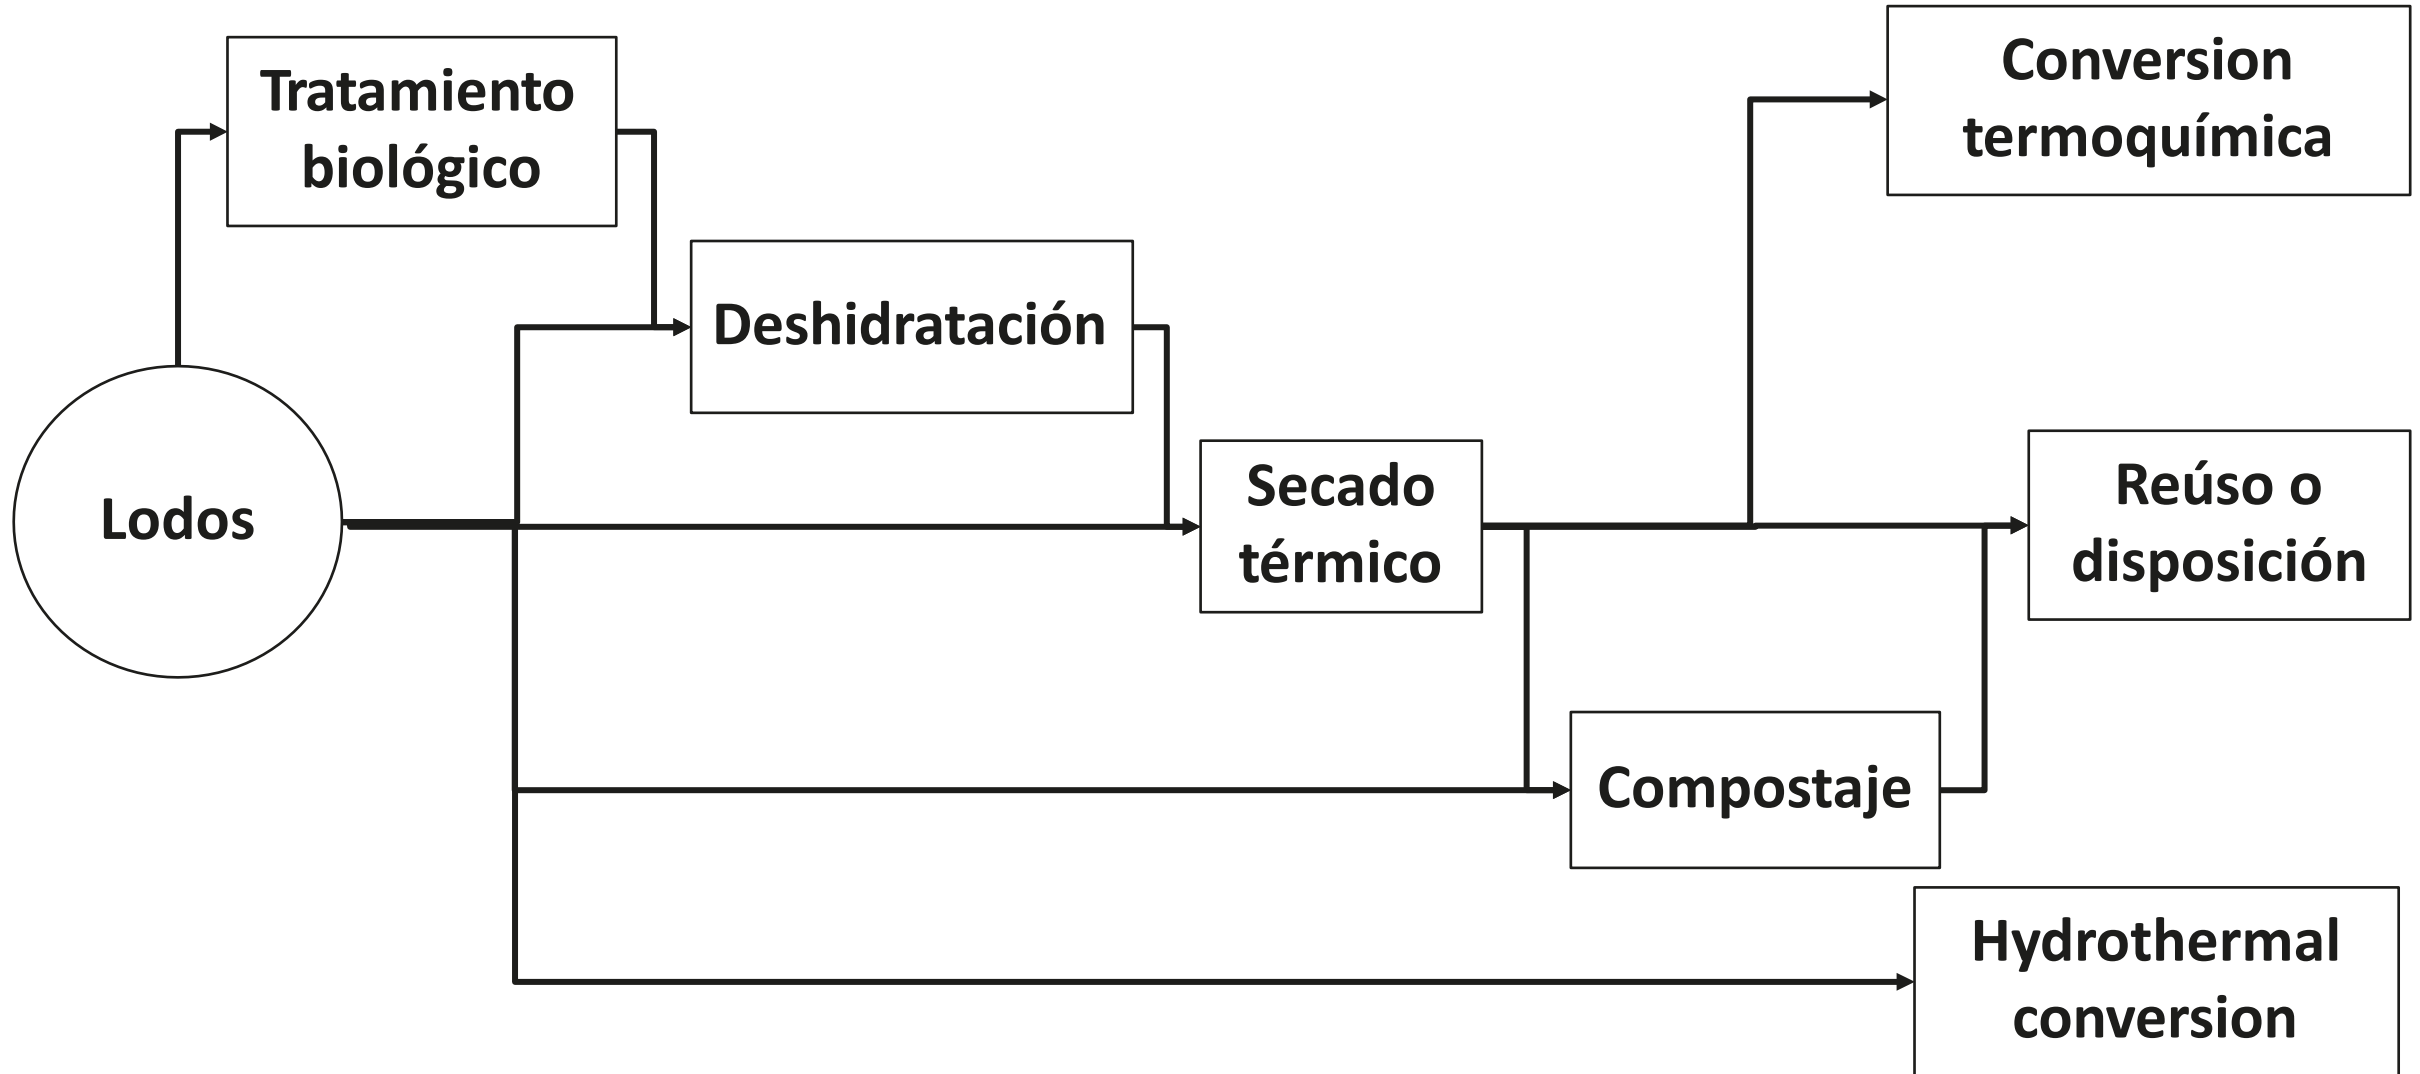 Tratamiento
biológico
Deshidratación
Lodos
Secado
térmico
Conversion
termoquímica
Reúso o
disposición
Compostaje
Hydrothermal
conversion